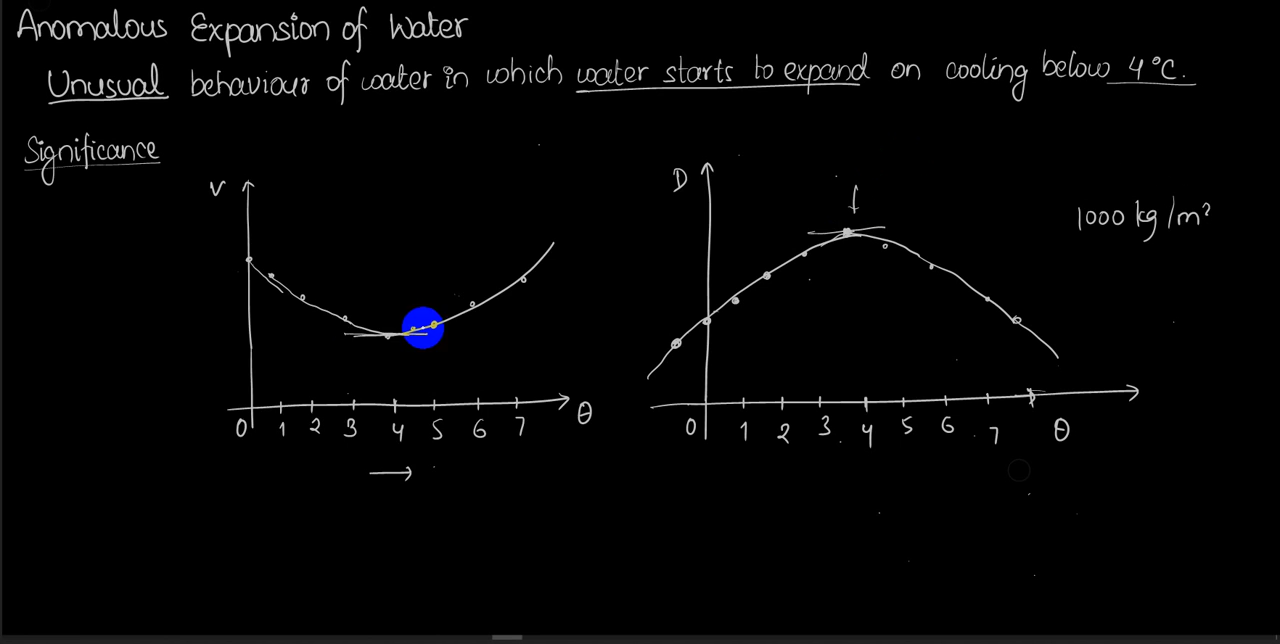 Anomalous Expansion of Water
Unusual behaviour of water in which water starts to expand on cooling below 4°C.
Significance
V
D
1000 kg/m²
0 1 2 3 4 5 6 7 θ
0 1 2 3 4 5 6 7 θ